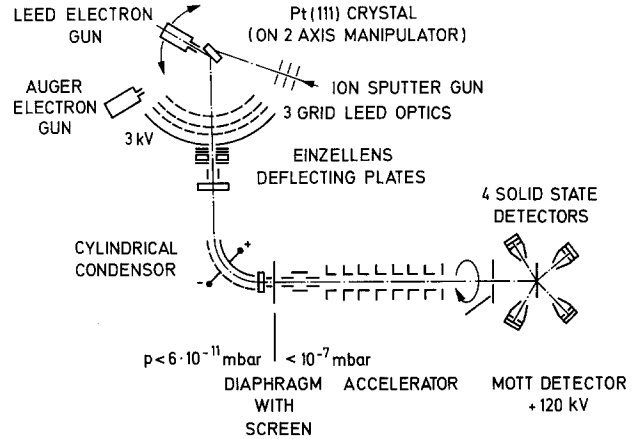 LEED ELECTRON
GUN
Pt(111) CRYSTAL
(ON 2 AXIS MANIPULATOR)
AUGER
ELECTRON
GUN
ION SPUTTER GUN
3 GRID LEED OPTICS
3 kV
EINZELLENS
DEFLECTING PLATES
4 SOLID STATE
DETECTORS
CYLINDRICAL
CONDENSOR
+
-
p < 6·10⁻¹¹ mbar
< 10⁻⁷ mbar
DIAPHRAGM
WITH
SCREEN
ACCELERATOR
MOTT DETECTOR
+120 kV